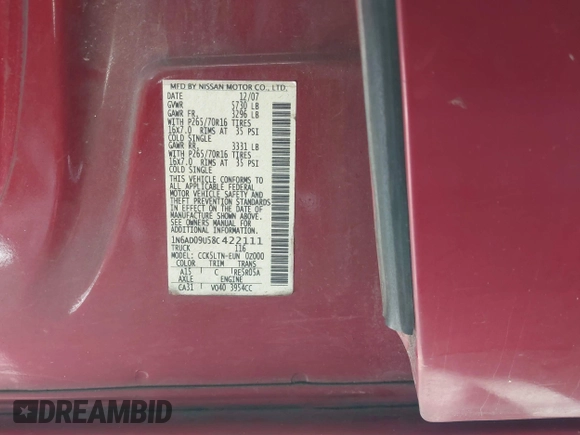 MFD BY NISSAN MOTOR CO., LTD.
DATE 12/07
GVWR 5730 LB
GAWR FR. 3296 LB
WITH P265/70R16 TIRES
16X7.0 RIMS AT 35 PSI
COLD SINGLE
GAWR RR. 3331 LB
WITH P265/70R16 TIRES
16X7.0 RIMS AT 35 PSI
COLD SINGLE
THIS VEHICLE CONFORMS TO
ALL APPLICABLE FEDERAL
MOTOR VEHICLE SAFETY AND
THEFT PREVENTION STANDARDS
IN EFFECT ON THE DATE OF
MANUFACTURE SHOWN ABOVE.
SEE OWNERS MANUAL FOR
ADDITIONAL INFORMATION
1N6AD09U58C422111
TRUCK 116
MODEL: CCK5LTN-EUN 0Z000
COLOR TRIM TRANS
A15 C RE5R05A
AXLE ENGINE
CA31 VQ40 3954CC
DREAMBID